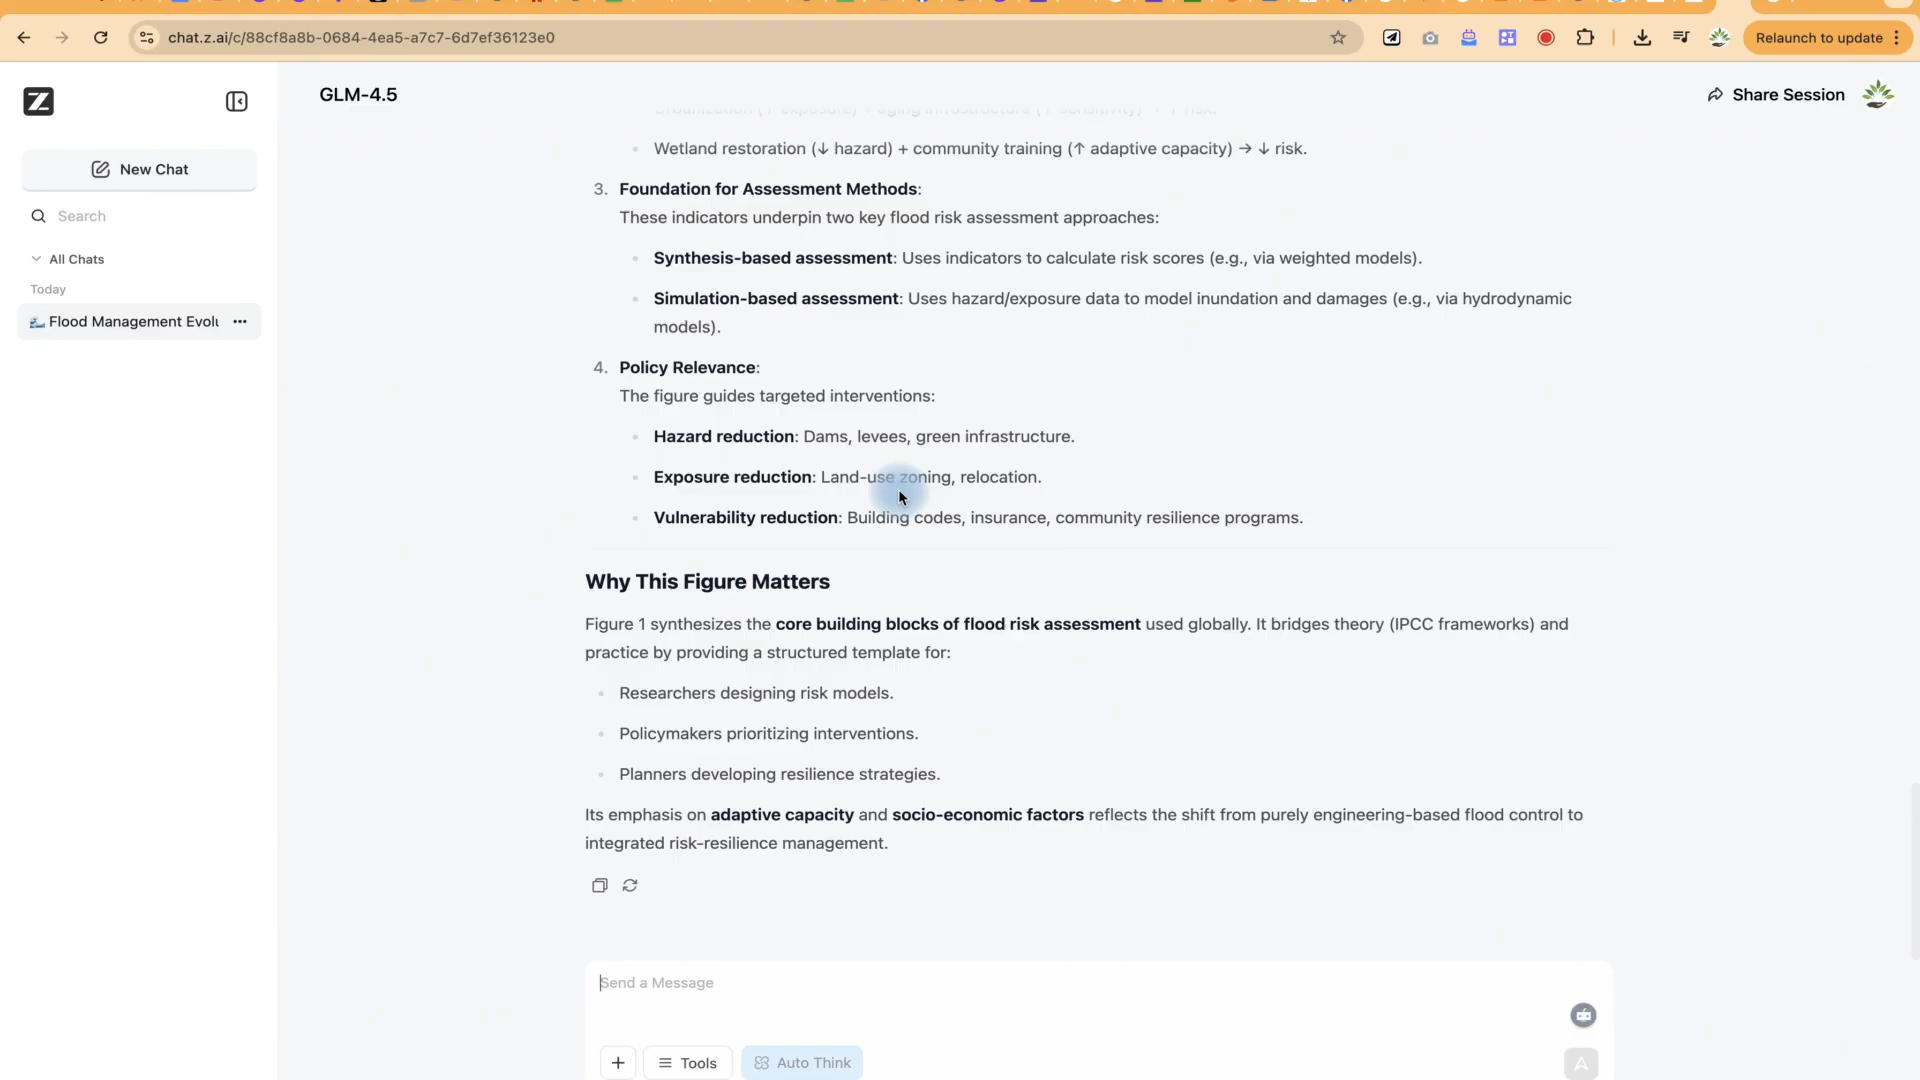 chat.z.ai/c/88cf8a8b-0684-4ea5-a7c7-6d7ef36123e0
Relaunch to update
Z
GLM-4.5
Share Session
New Chat
Search
All Chats
Today
Flood Management Evolu
Urbanization (↑ exposure) + aging infrastructure (↑ sensitivity) → ↑ risk.
Wetland restoration (↓ hazard) + community training (↑ adaptive capacity) → ↓ risk.
3. Foundation for Assessment Methods:
These indicators underpin two key flood risk assessment approaches:
Synthesis-based assessment: Uses indicators to calculate risk scores (e.g., via weighted models).
Simulation-based assessment: Uses hazard/exposure data to model inundation and damages (e.g., via hydrodynamic
models).
4. Policy Relevance:
The figure guides targeted interventions:
Hazard reduction: Dams, levees, green infrastructure.
Exposure reduction: Land-use zoning, relocation.
Vulnerability reduction: Building codes, insurance, community resilience programs.
Why This Figure Matters
Figure 1 synthesizes the core building blocks of flood risk assessment used globally. It bridges theory (IPCC frameworks) and
practice by providing a structured template for:
Researchers designing risk models.
Policymakers prioritizing interventions.
Planners developing resilience strategies.
Its emphasis on adaptive capacity and socio-economic factors reflects the shift from purely engineering-based flood control to
integrated risk-resilience management.
Send a Message
Tools
Auto Think